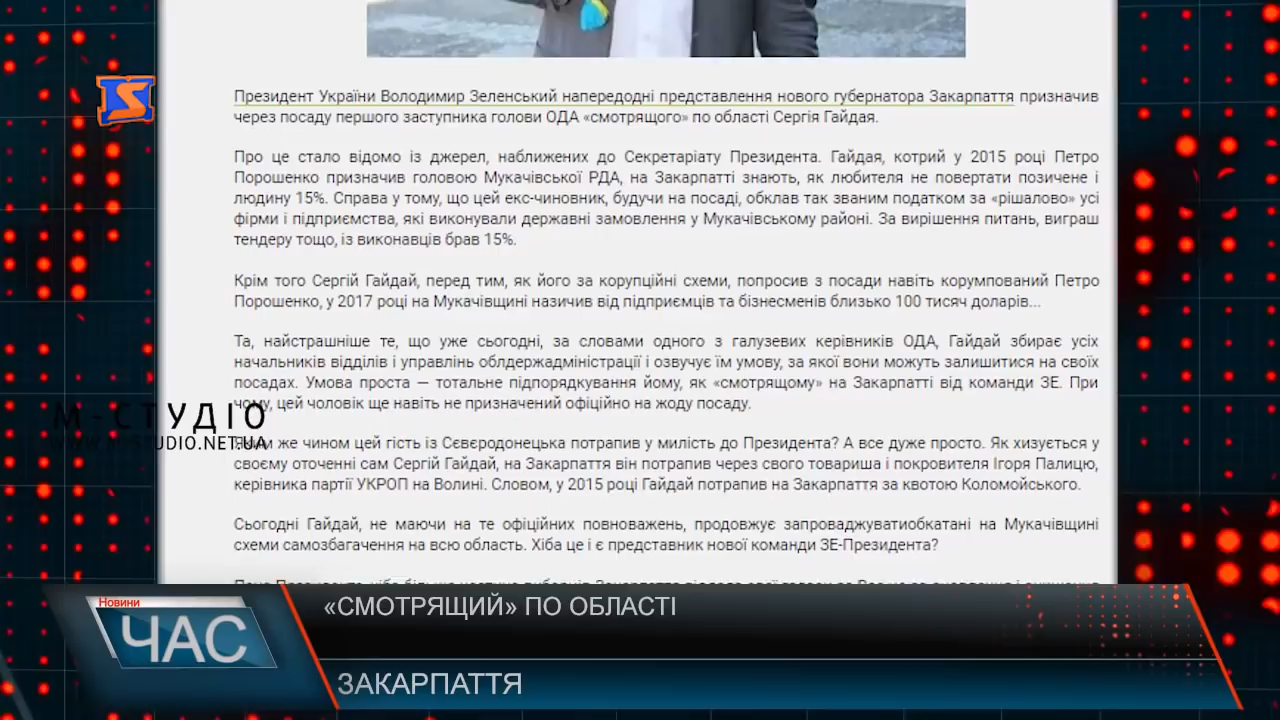 Президент України Володимир Зеленський напередодні представлення нового губернатора Закарпаття призначив
через посаду першого заступника голови ОДА «смотрящого» по області Сергія Гайдая.
Про це стало відомо із джерел, наближених до Секретаріату Президента. Гайдая, котрий у 2015 році Петро
Порошенко призначив головою Мукачівської РДА, на Закарпатті знають, як любителя не повертати позичене і
людину 15%. Справа у тому, що цей екс-чиновник, будучи на посаді, обклав так званим податком за «рішалово» усі
фірми і підприємства, які виконували державні замовлення у Мукачівському районі. За вирішення питань, виграш
тендеру тощо, із виконавців брав 15%.
Крім того Сергій Гайдай, перед тим, як його за корупційні схеми, попросив з посади навіть корумпований Петро
Порошенко, у 2017 році на Мукачівщині назичив від підприємців та бізнесменів близько 100 тисяч доларів...
Та, найстрашніше те, що уже сьогодні, за словами одного з галузевих керівників ОДА, Гайдай збирає усіх
начальників відділів і управлінь облдержадміністрації і озвучує їм умову, за якої вони можуть залишитися на своїх
посадах. Умова проста — тотальне підпорядкування йому, як «смотрящому» на Закарпатті від команди ЗЕ. При
чому, цей чоловік ще навіть не призначений офіційно на жоду посаду.
М-СТУДІО
WWW.M-STUDIO.NET.UA
Яким же чином цей гість із Сєвєродонецька потрапив у милість до Президента? А все дуже просто. Як хизується у
своєму оточенні сам Сергій Гайдай, на Закарпаття він потрапив через свого товариша і покровителя Ігоря Палицю,
керівника партії УКРОП на Волині. Словом, у 2015 році Гайдай потрапив на Закарпаття за квотою Коломойського.
Сьогодні Гайдай, не маючи на те офіційних повноважень, продовжує запроваджуватиобкатані на Мукачівщині
схеми самозбагачення на всю область. Хіба це і є представник нової команди ЗЕ-Президента?
Новини
ЧАС
«СМОТРЯЩИЙ» ПО ОБЛАСТІ
ЗАКАРПАТТЯ